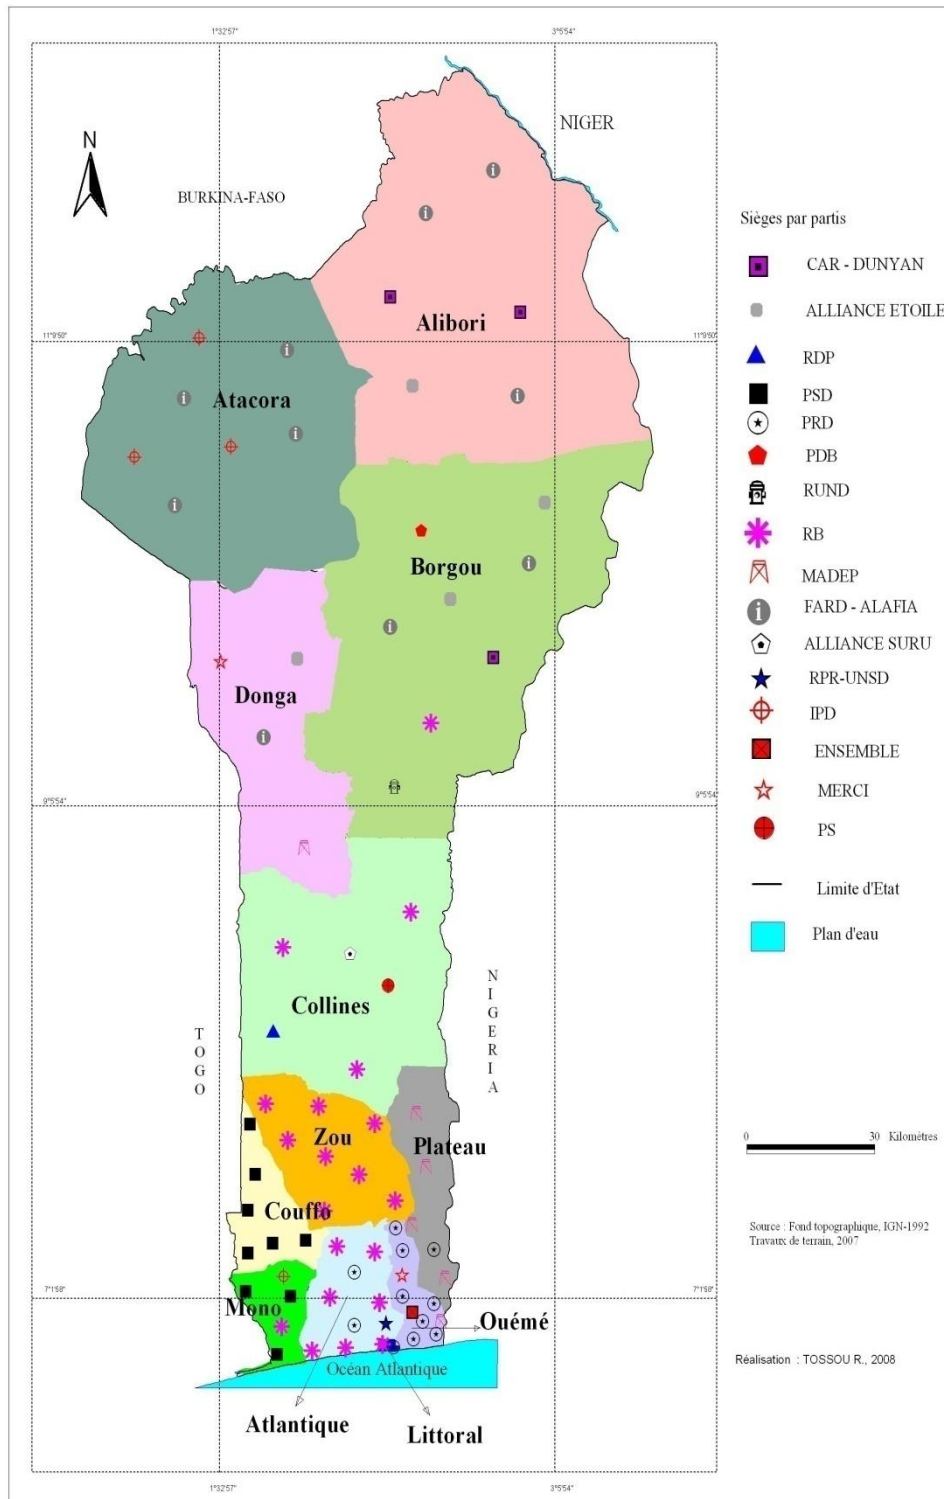 1°32'57"
3°5'54"
N
NIGER
BURKINA-FASO
Alibori
11°9'50"
11°9'50"
Atacora
Borgou
Donga
9°5'54"
9°5'54"
Collines
TOGO
NIGERIA
Zou
Plateau
Couffo
7°1'58"
7°1'58"
Mono
Ouémé
Océan Atlantique
Atlantique
Littoral
1°32'57"
3°5'54"
Sièges par partis
CAR - DUNYAN
ALLIANCE ETOILE
RDP
PSD
PRD
PDB
RUND
RB
MADEP
FARD - ALAFIA
ALLIANCE SURU
RPR-UNSD
IPD
ENSEMBLE
MERCI
PS
Limite d'Etat
Plan d'eau
0 30 Kilomètres
Source : Fond topographique, IGN-1992
Travaux de terrain, 2007
Réalisation : TOSSOU R., 2008